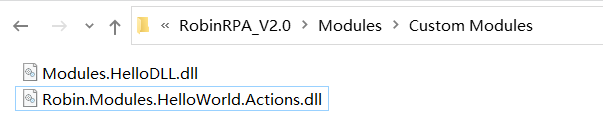 « RobinRPA_V2.0 › Modules › Custom Modules
Modules.HelloDLL.dll
Robin.Modules.HelloWorld.Actions.dll